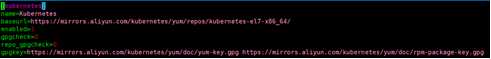 [kubernetes]
name=Kubernetes
baseurl=https://mirrors.aliyun.com/kubernetes/yum/repos/kubernetes-el7-x86_64/
enabled=1
gpgcheck=0
repo_gpgcheck=0
gpgkey=https://mirrors.aliyun.com/kubernetes/yum/doc/yum-key.gpg https://mirrors.aliyun.com/kubernetes/yum/doc/rpm-package-key.gpg